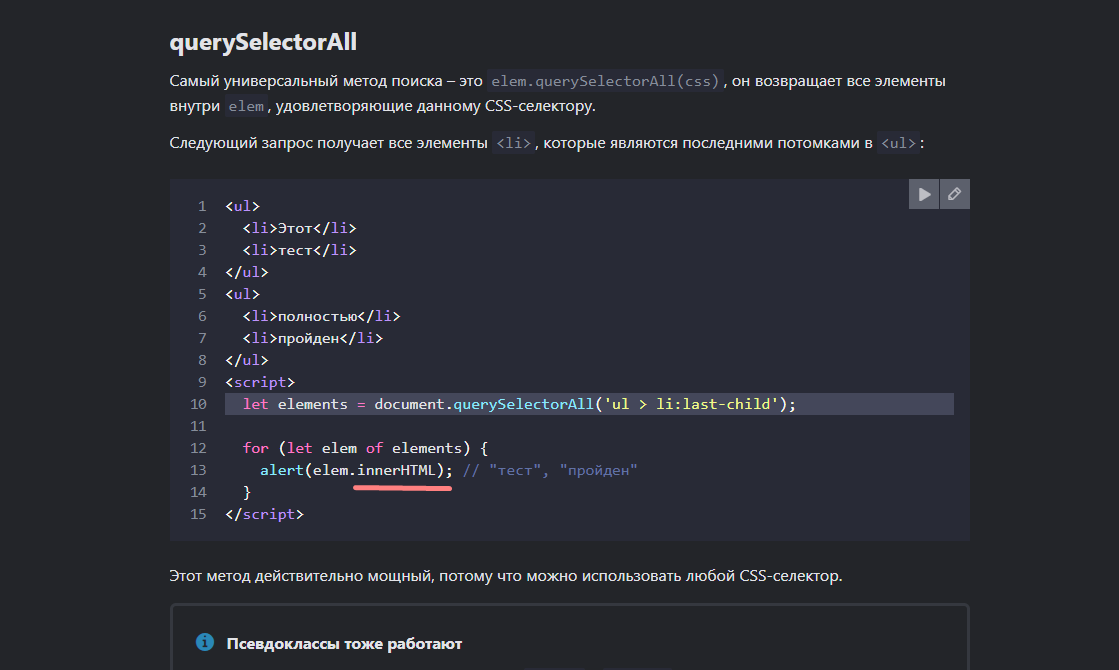 querySelectorAll
Самый универсальный метод поиска – это elem.querySelectorAll(css), он возвращает все элементы
внутри elem, удовлетворяющие данному CSS-селектору.
Следующий запрос получает все элементы <li>, которые являются последними потомками в <ul>:
1 <ul>
2   <li>Этот</li>
3   <li>тест</li>
4 </ul>
5 <ul>
6   <li>полностью</li>
7   <li>пройден</li>
8 </ul>
9 <script>
10   let elements = document.querySelectorAll('ul > li:last-child');
11
12   for (let elem of elements) {
13     alert(elem.innerHTML); // "тест", "пройден"
14   }
15 </script>
Этот метод действительно мощный, потому что можно использовать любой CSS-селектор.
Псевдоклассы тоже работают